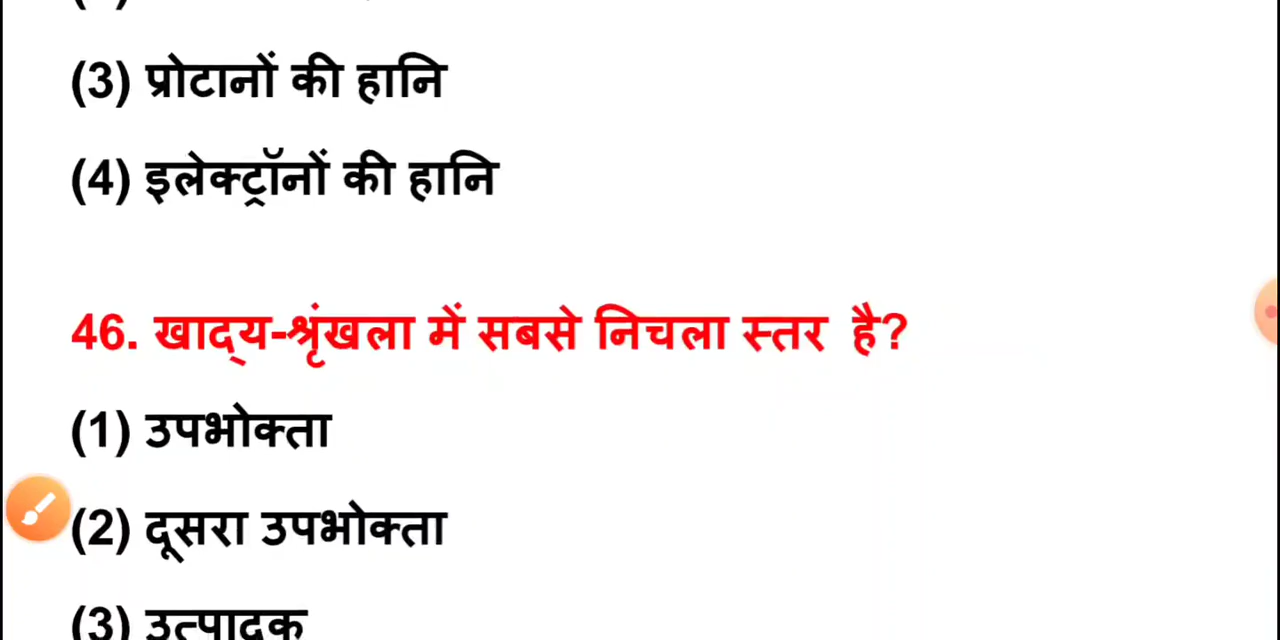 (3) प्रोटानों की हानि
(4) इलेक्ट्रॉनों की हानि
46. खाद्य-श्रृंखला में सबसे निचला स्तर है?
(1) उपभोक्ता
(2) दूसरा उपभोक्ता
(3) उत्पादक